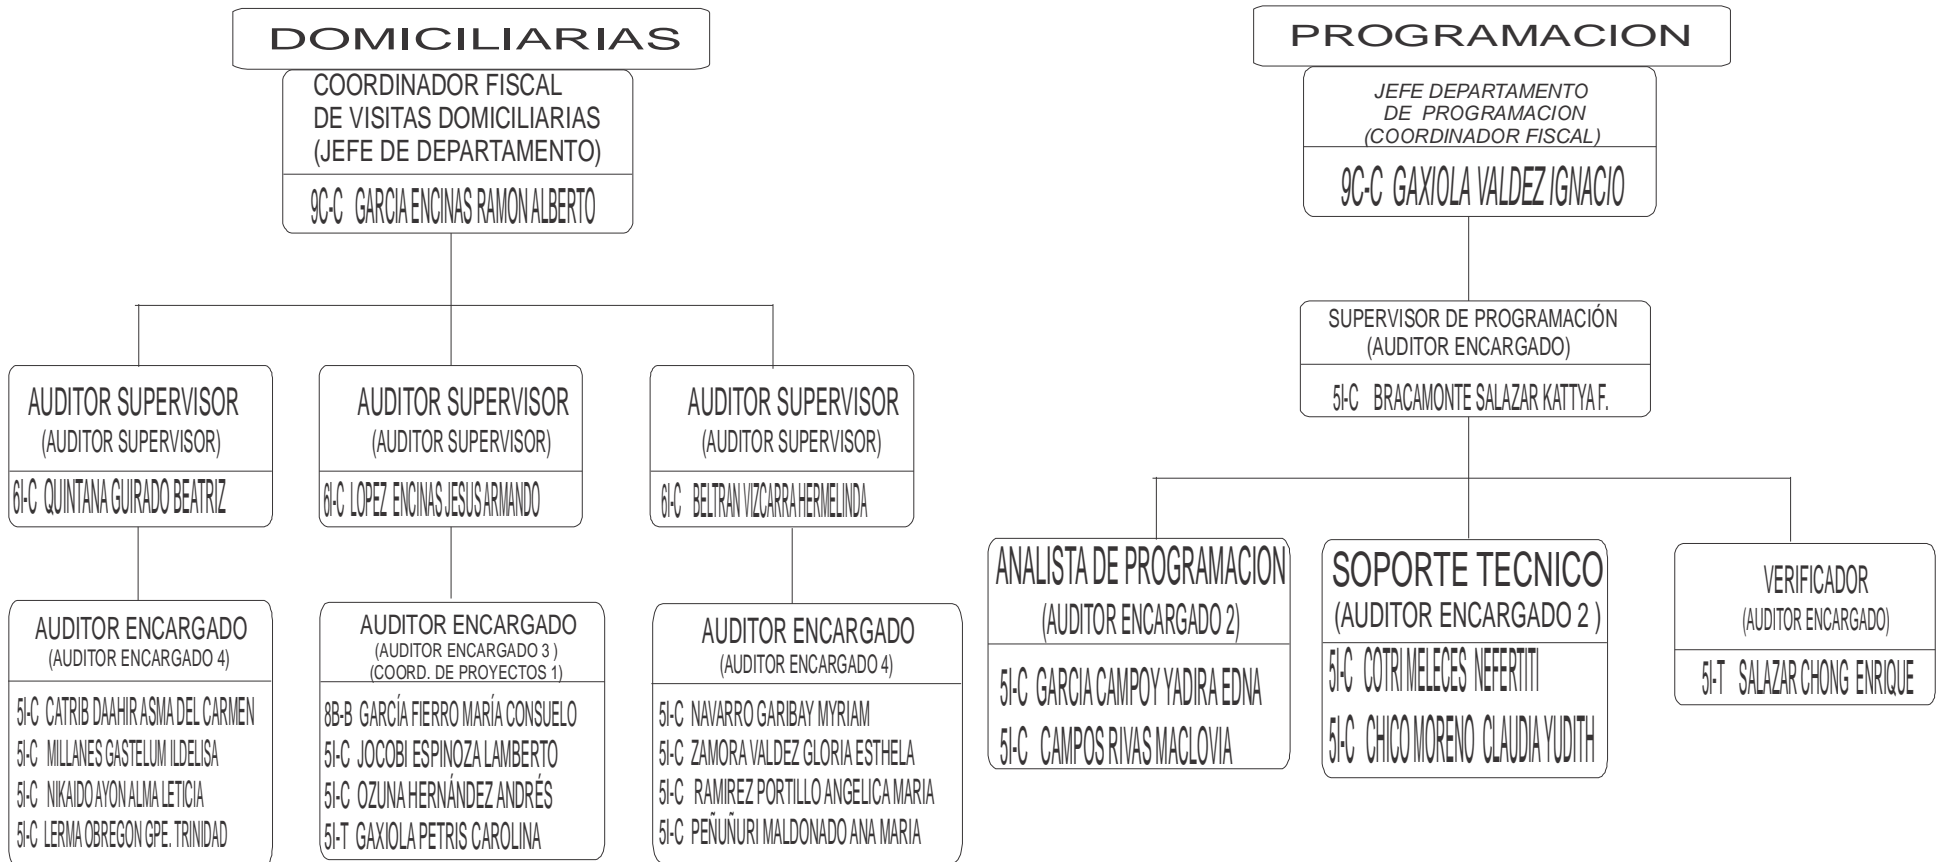 DOMICILIARIAS
COORDINADOR FISCAL
DE VISITAS DOMICILIARIAS
(JEFE DE DEPARTAMENTO)
9C-C GARCIA ENCINAS RAMON ALBERTO
AUDITOR SUPERVISOR
(AUDITOR SUPERVISOR)
6I-C QUINTANA GUIRADO BEATRIZ
AUDITOR SUPERVISOR
(AUDITOR SUPERVISOR)
6I-C LOPEZ ENCINAS JESUS ARMANDO
AUDITOR SUPERVISOR
(AUDITOR SUPERVISOR)
6I-C BELTRAN VIZCARRA HERMELINDA
AUDITOR ENCARGADO
(AUDITOR ENCARGADO 4)
5I-C CATRIB DAAHIR ASMA DEL CARMEN
5I-C MILLANES GASTELUM ILDELISA
5I-C NIKAIDO AYON ALMA LETICIA
5I-C LERMA OBREGON GPE. TRINIDAD
AUDITOR ENCARGADO
(AUDITOR ENCARGADO 3 )
(COORD. DE PROYECTOS 1)
8B-B GARCÍA FIERRO MARÍA CONSUELO
5I-C JOCOBI ESPINOZA LAMBERTO
5I-C OZUNA HERNÁNDEZ ANDRÉS
5I-T GAXIOLA PETRIS CAROLINA
AUDITOR ENCARGADO
(AUDITOR ENCARGADO 4)
5I-C NAVARRO GARIBAY MYRIAM
5I-C ZAMORA VALDEZ GLORIA ESTHELA
5I-C RAMIREZ PORTILLO ANGELICA MARIA
5I-C PEÑUÑURI MALDONADO ANA MARIA
PROGRAMACION
JEFE DEPARTAMENTO
DE PROGRAMACION
(COORDINADOR FISCAL)
9C-C GAXIOLA VALDEZ IGNACIO
SUPERVISOR DE PROGRAMACIÓN
(AUDITOR ENCARGADO)
5I-C BRACAMONTE SALAZAR KATTYA F.
ANALISTA DE PROGRAMACION
(AUDITOR ENCARGADO 2)
5I-C GARCIA CAMPOY YADIRA EDNA
5I-C CAMPOS RIVAS MACLOVIA
SOPORTE TECNICO
(AUDITOR ENCARGADO 2 )
5I-C COTRI MELECES NEFERTITI
5I-C CHICO MORENO CLAUDIA YUDITH
VERIFICADOR
(AUDITOR ENCARGADO)
5I-T SALAZAR CHONG ENRIQUE